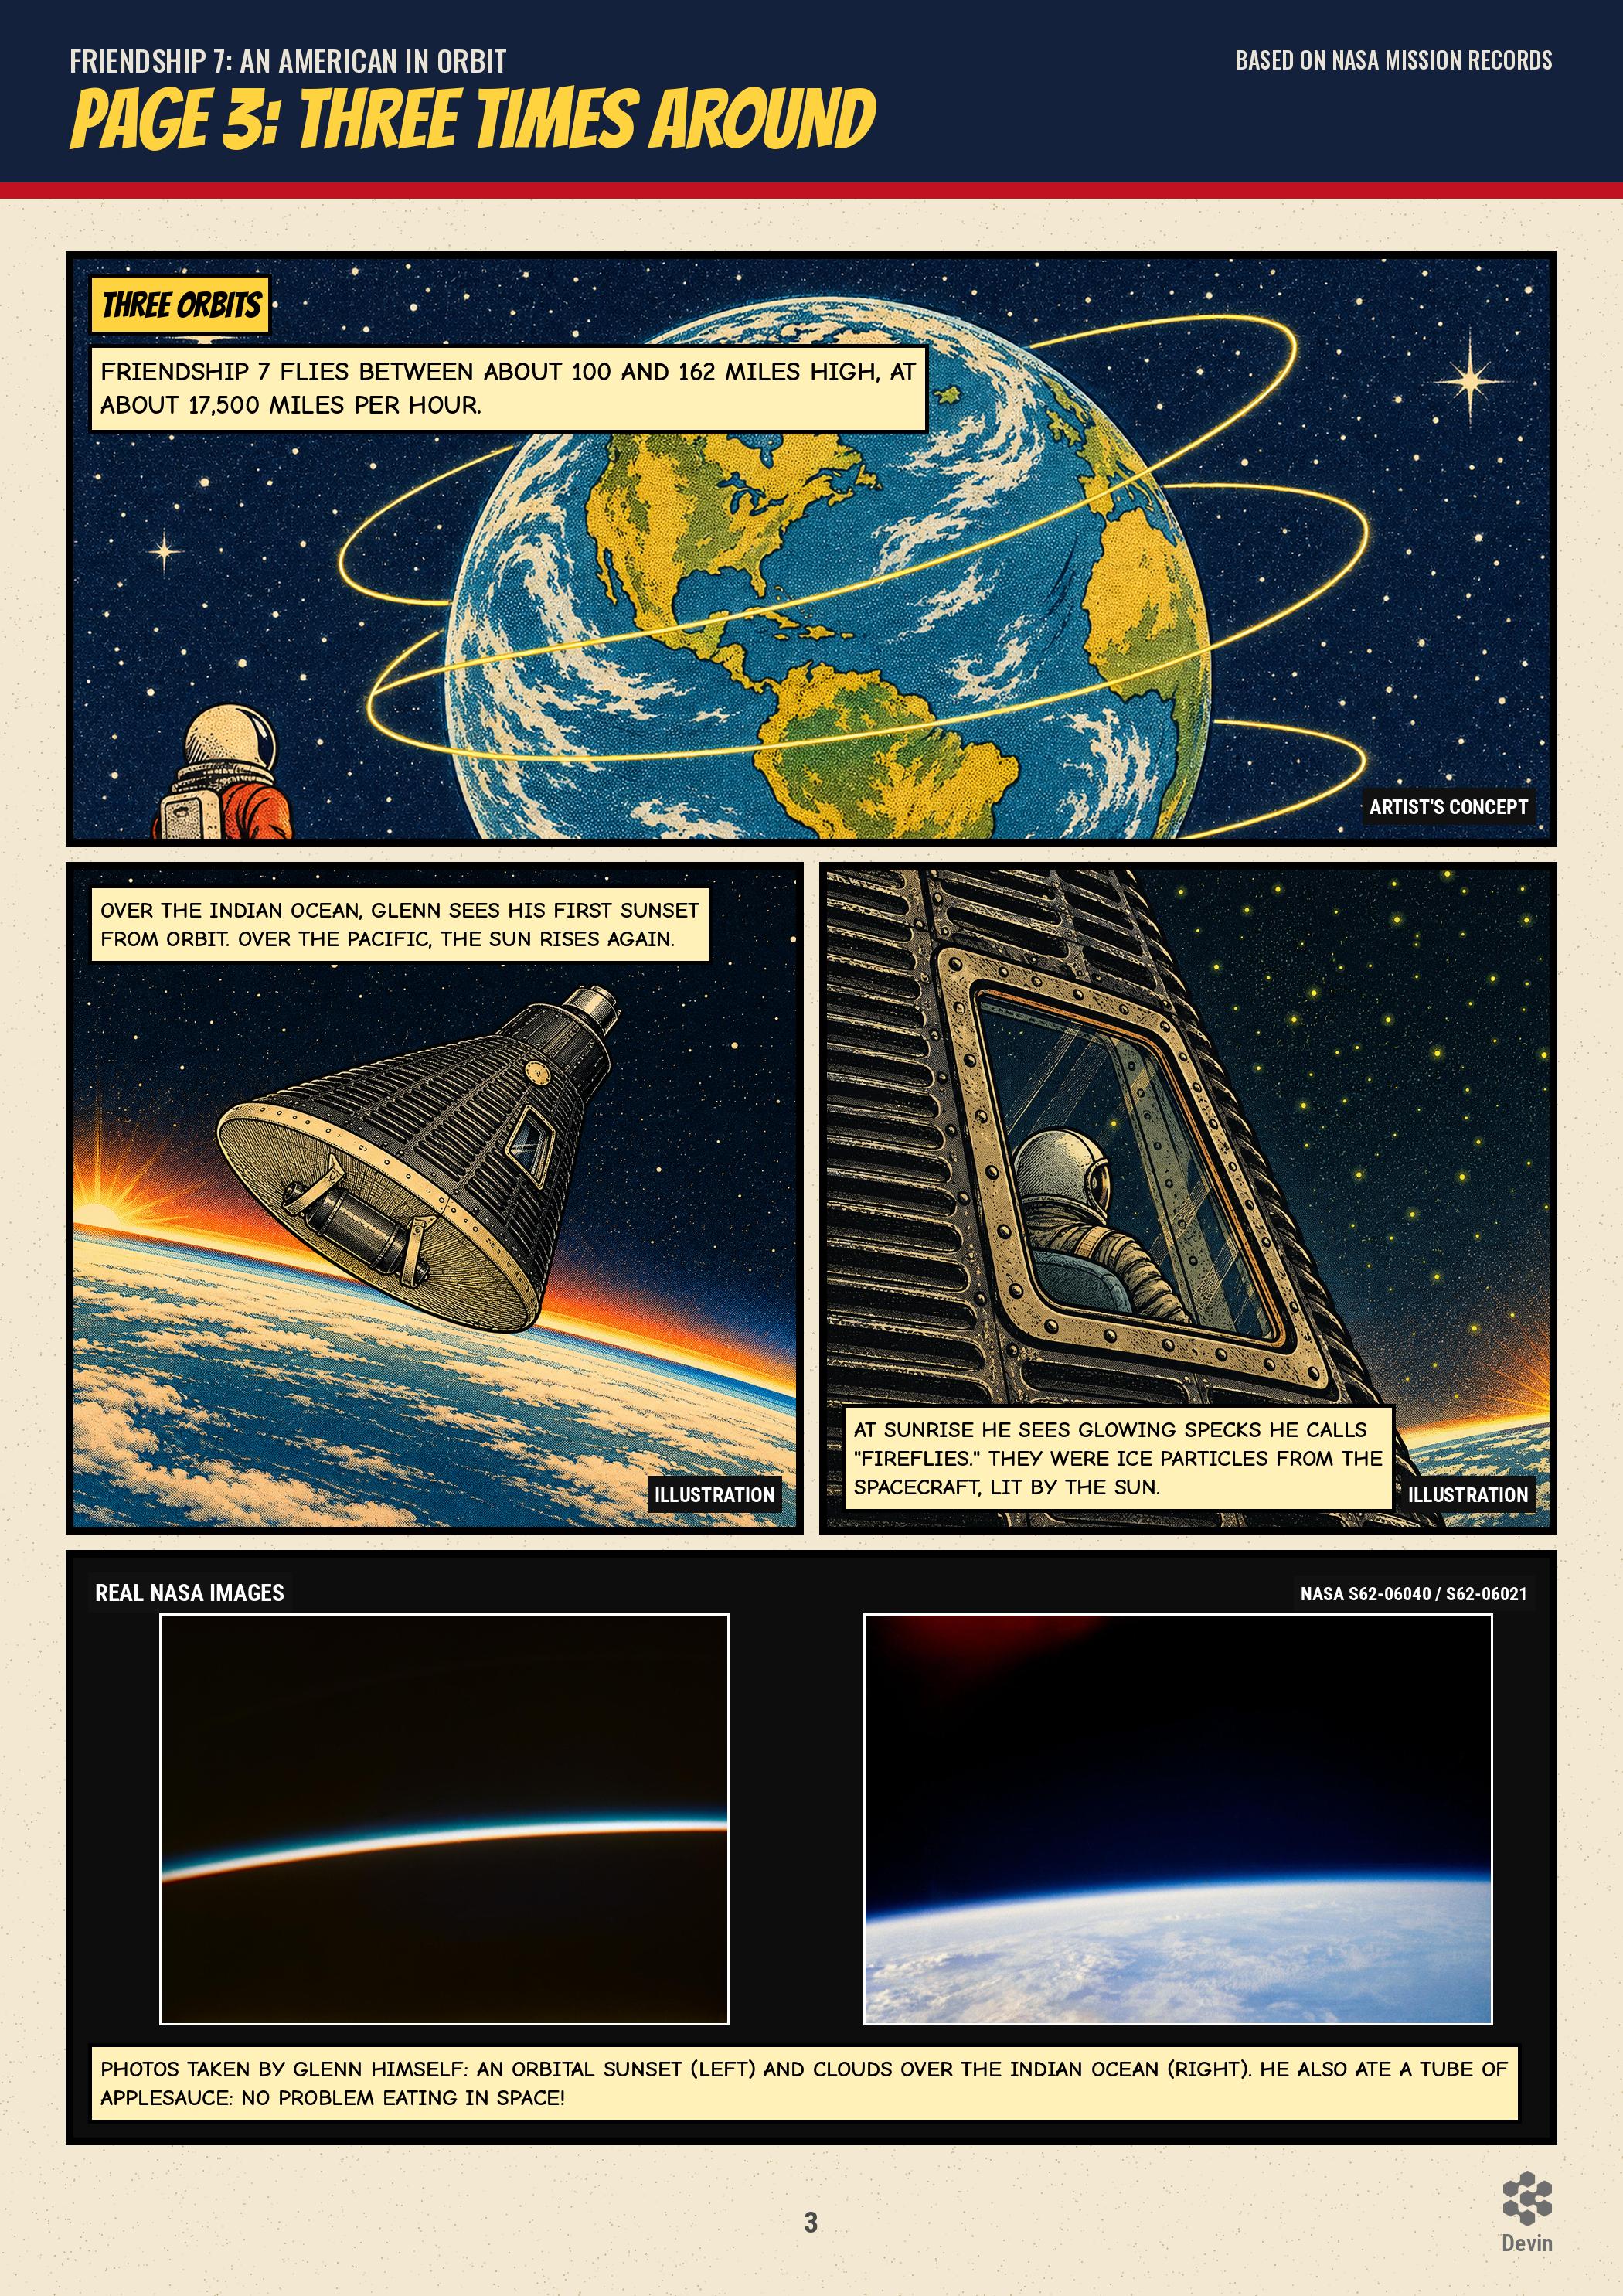 FRIENDSHIP 7: AN AMERICAN IN ORBIT
BASED ON NASA MISSION RECORDS
PAGE 3: THREE TIMES AROUND
THREE ORBITS
FRIENDSHIP 7 FLIES BETWEEN ABOUT 100 AND 162 MILES HIGH, AT
ABOUT 17,500 MILES PER HOUR.
ARTIST'S CONCEPT
OVER THE INDIAN OCEAN, GLENN SEES HIS FIRST SUNSET
FROM ORBIT. OVER THE PACIFIC, THE SUN RISES AGAIN.
ILLUSTRATION
AT SUNRISE HE SEES GLOWING SPECKS HE CALLS
"FIREFLIES." THEY WERE ICE PARTICLES FROM THE
SPACECRAFT, LIT BY THE SUN.
ILLUSTRATION
REAL NASA IMAGES
NASA S62-06040 / S62-06021
PHOTOS TAKEN BY GLENN HIMSELF: AN ORBITAL SUNSET (LEFT) AND CLOUDS OVER THE INDIAN OCEAN (RIGHT). HE ALSO ATE A TUBE OF
APPLESAUCE: NO PROBLEM EATING IN SPACE!
3
Devin